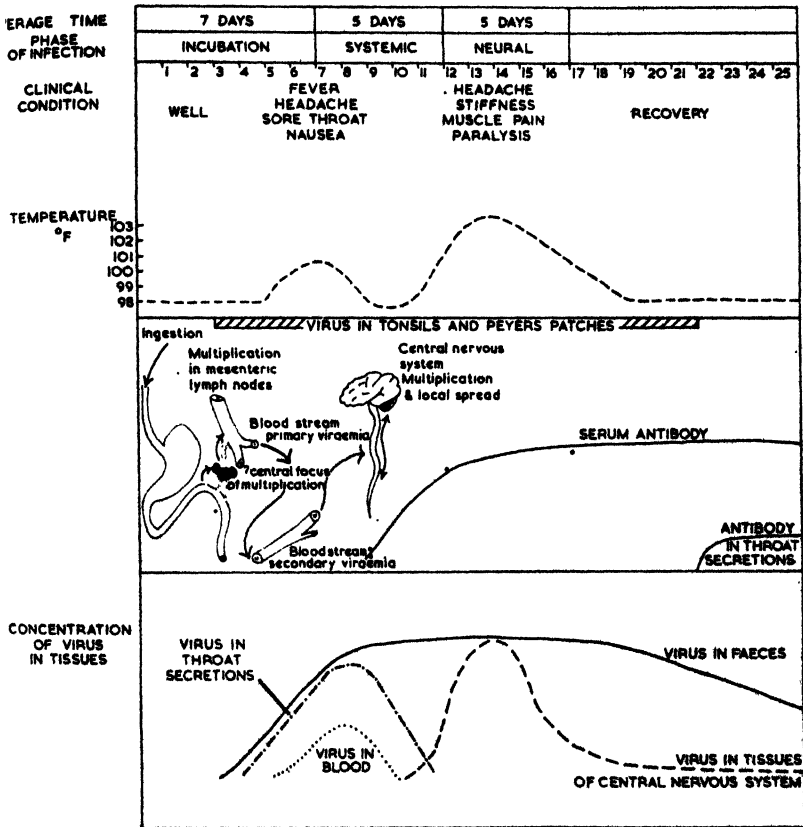 ERAGE TIME
7 DAYS
5 DAYS
5 DAYS
PHASE
OF INFECTION
INCUBATION
SYSTEMIC
NEURAL
1 2 3 4 5 6 7 8 9 10 11 12 13 14 15 16 17 18 19 20 21 22 23 24 25
CLINICAL
CONDITION
WELL
FEVER
HEADACHE
SORE THROAT
NAUSEA
HEADACHE
STIFFNESS
MUSCLE PAIN
PARALYSIS
RECOVERY
TEMPERATURE
°F
103
102
101
100
99
98
VIRUS IN TONSILS AND PEYERS PATCHES
Ingestion
Multiplication
in mesenteric
lymph nodes
Blood stream
primary viraemia
?central focus
of multiplication
Blood stream
secondary viraemia
Central nervous
system
Multiplication
& local spread
SERUM ANTIBODY
ANTIBODY
IN THROAT
SECRETIONS
CONCENTRATION
OF VIRUS
IN TISSUES
VIRUS IN
THROAT
SECRETIONS
VIRUS IN
BLOOD
VIRUS IN FAECES
VIRUS IN TISSUES
OF CENTRAL NERVOUS SYSTEM